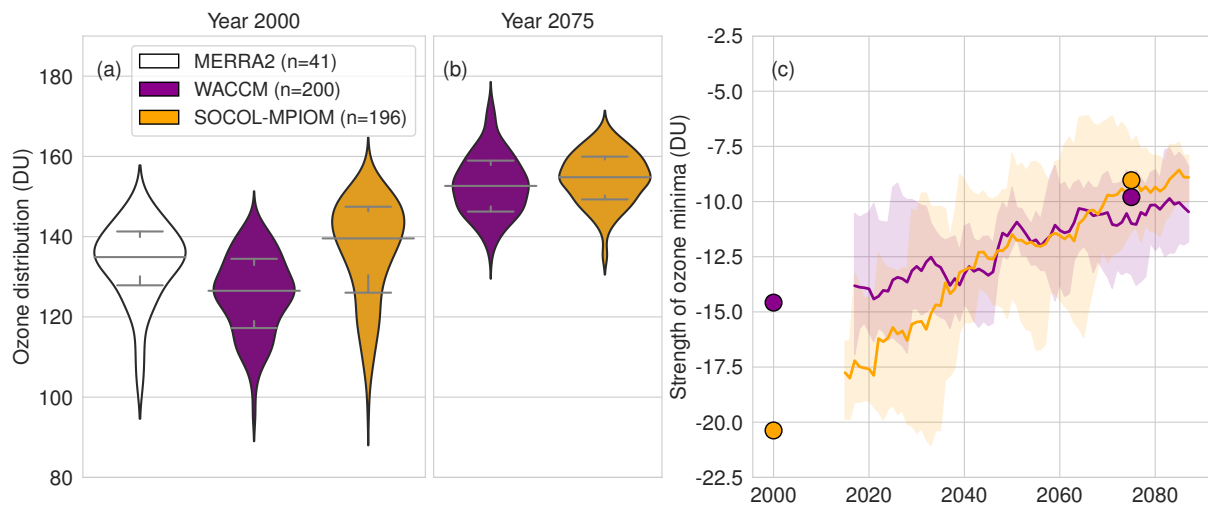 Year 2000
Year 2075
(a)
MERRA2 (n=41)
WACCM (n=200)
SOCOL-MPIOM (n=196)
(b)
(c)
Ozone distribution (DU)
180
160
140
120
100
80
Strength of ozone minima (DU)
-2.5
-5.0
-7.5
-10.0
-12.5
-15.0
-17.5
-20.0
-22.5
2000
2020
2040
2060
2080